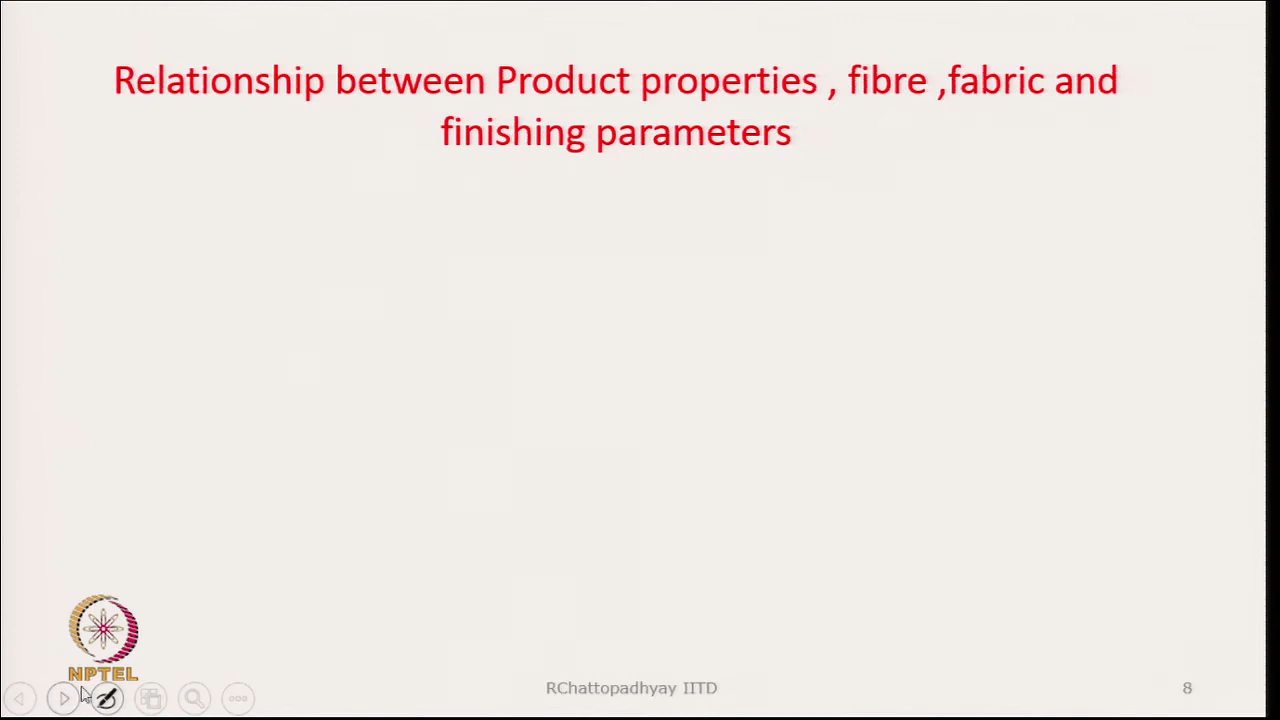 Relationship between Product properties , fibre ,fabric and
finishing parameters
NPTEL
RChattopadhyay IITD
8